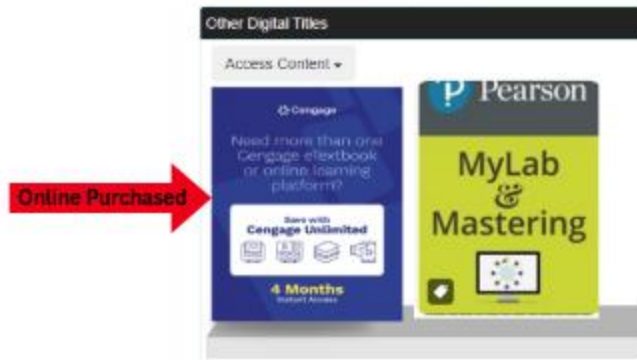 Other Digital Titles
Access Content
Online Purchased
Cengage
Need more than one
Cengage eTextbook
or online learning
platform?
Save with
Cengage Unlimited
4 Months
Instant Access
Pearson
MyLab
&
Mastering